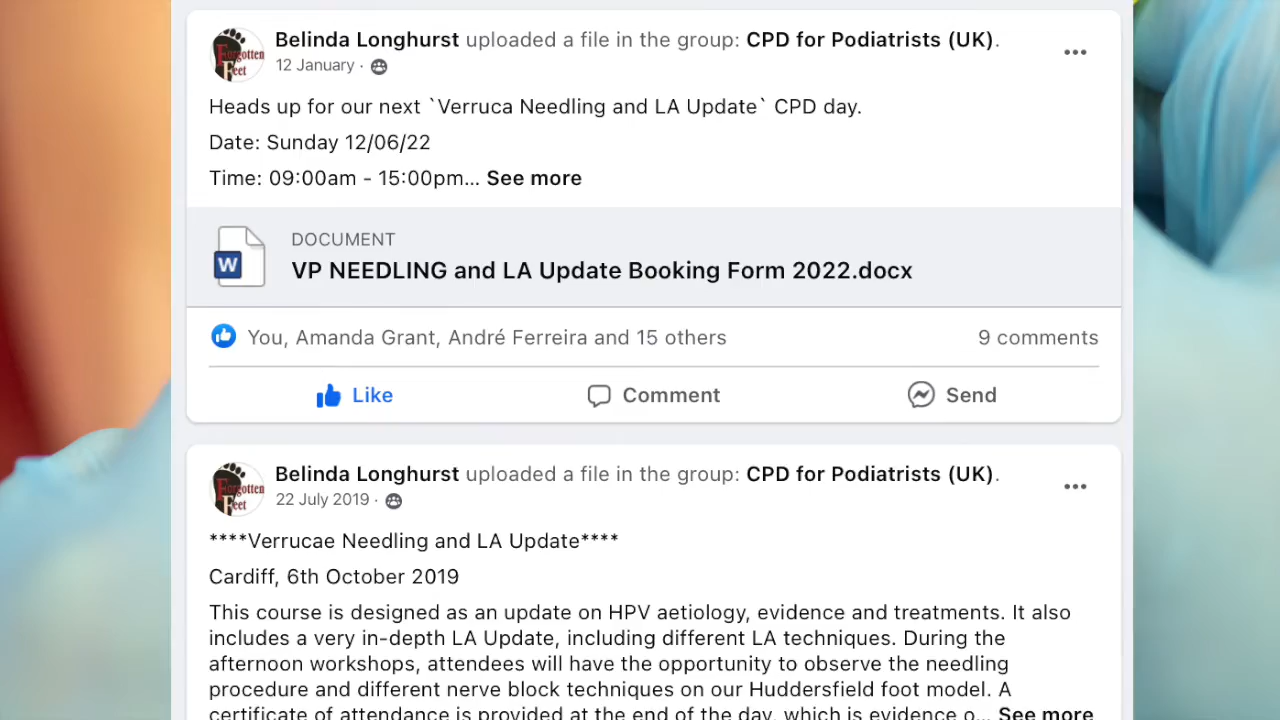 Forgotten
Feet
Belinda Longhurst uploaded a file in the group: CPD for Podiatrists (UK).
12 January ·
Heads up for our next `Verruca Needling and LA Update` CPD day.
Date: Sunday 12/06/22
Time: 09:00am - 15:00pm... See more
W
DOCUMENT
VP NEEDLING and LA Update Booking Form 2022.docx
You, Amanda Grant, André Ferreira and 15 others
9 comments
Like
Comment
Send
Forgotten
Feet
Belinda Longhurst uploaded a file in the group: CPD for Podiatrists (UK).
22 July 2019 ·
****Verrucae Needling and LA Update****
Cardiff, 6th October 2019
This course is designed as an update on HPV aetiology, evidence and treatments. It also
includes a very in-depth LA Update, including different LA techniques. During the
afternoon workshops, attendees will have the opportunity to observe the needling
procedure and different nerve block techniques on our Huddersfield foot model. A
certificate of attendance is provided at the end of the day, which is evidence o... See more